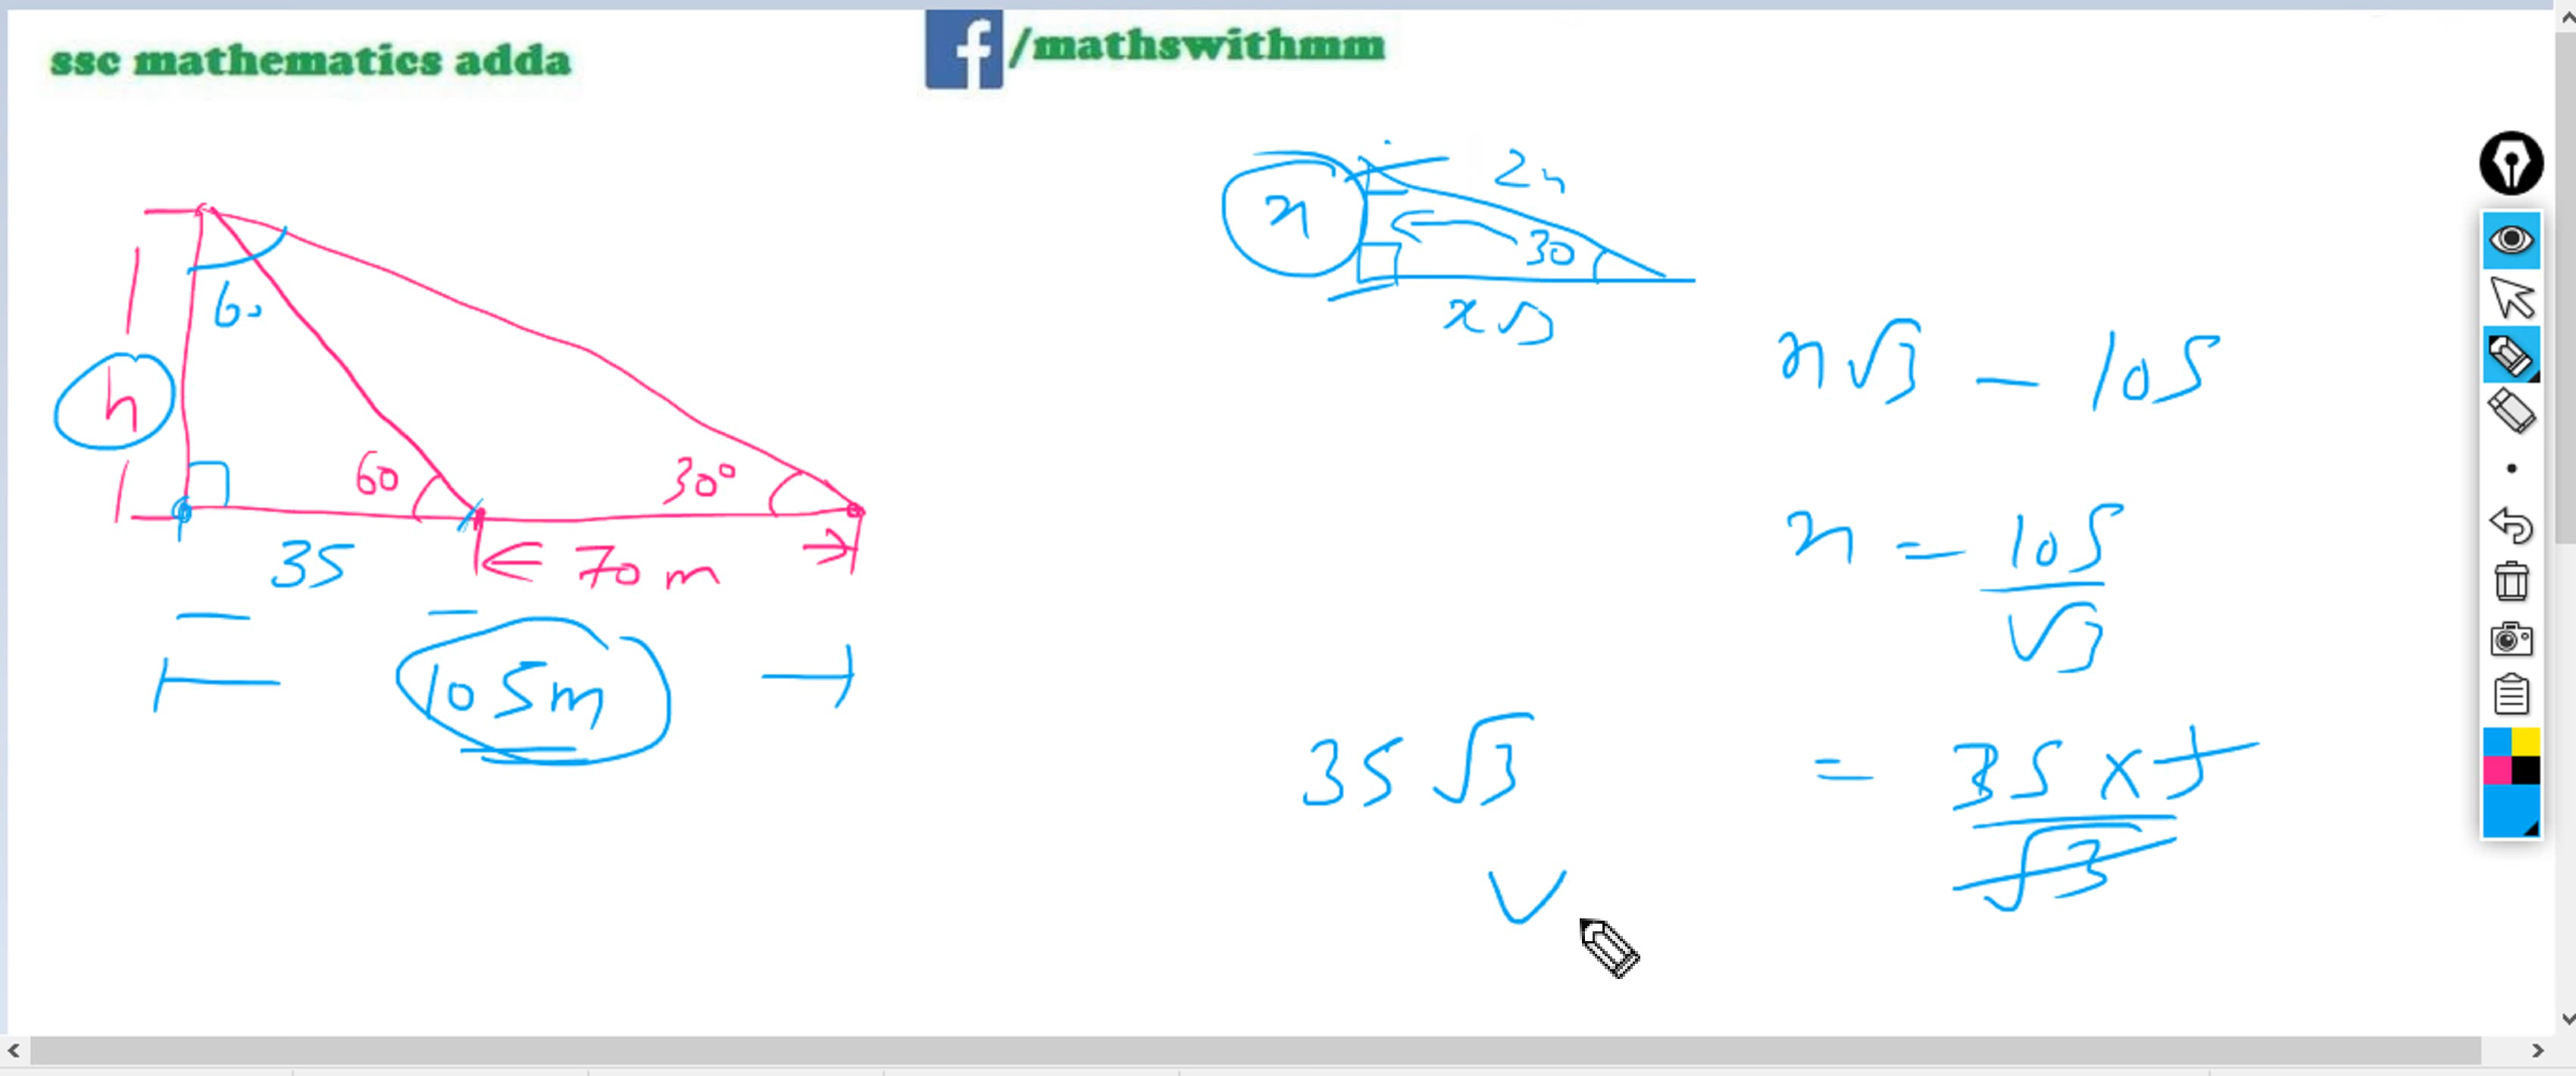 ssc mathematics adda
f/mathswithmm
2x
x
30
x√3
60
h
60
30°
35
70 m
105m
x√3 - 105
x = 105
√3
35√3
= 35 x 3
√3